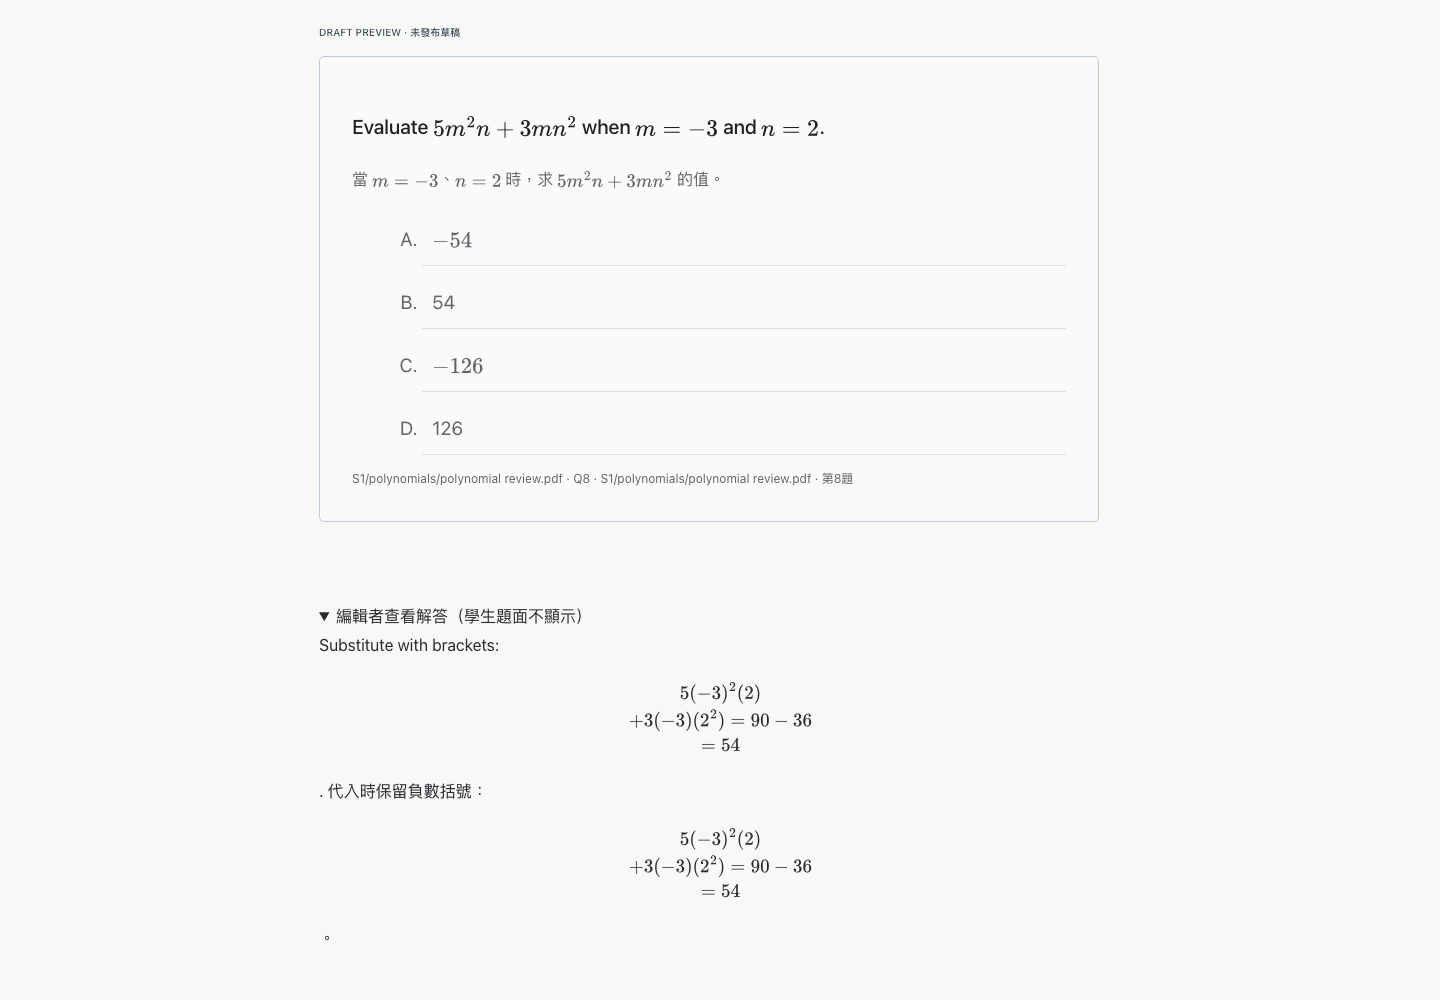 DRAFT PREVIEW · 未發布草稿
Evaluate 5m²n + 3mn² when m = −3 and n = 2.
當 m = −3、n = 2 時，求 5m²n + 3mn² 的值。
A. −54
B. 54
C. −126
D. 126
S1/polynomials/polynomial review.pdf · Q8 · S1/polynomials/polynomial review.pdf · 第8題
▼ 編輯者查看解答（學生題面不顯示）
Substitute with brackets:
5(−3)²(2)
+3(−3)(2²) = 90 − 36
= 54
. 代入時保留負數括號：
5(−3)²(2)
+3(−3)(2²) = 90 − 36
= 54
。